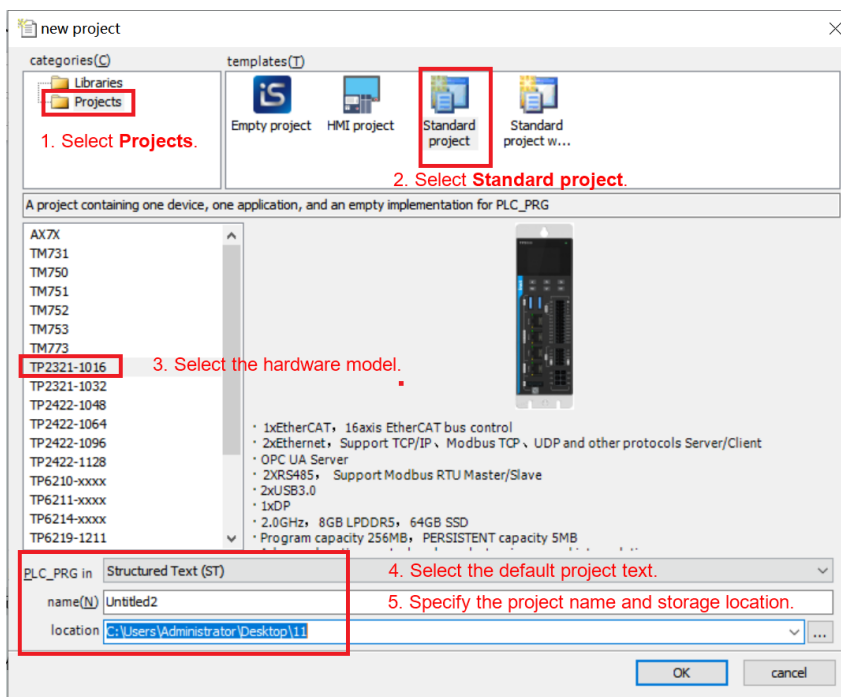 new project
categories(C)
templates(T)
Libraries
Projects
1. Select Projects.
Empty project
HMI project
Standard
project
Standard
project w...
2. Select Standard project.
A project containing one device, one application, and an empty implementation for PLC_PRG
AX7X
TM731
TM750
TM751
TM752
TM753
TM773
TP2321-1016
3. Select the hardware model.
TP2321-1032
TP2422-1048
TP2422-1064
TP2422-1096
TP2422-1128
TP6210-xxxx
TP6211-xxxx
TP6214-xxxx
TP6219-1211
· 1xEtherCAT，16axis EtherCAT bus control
· 2xEthernet，Support TCP/IP、Modbus TCP、UDP and other protocols Server/Client
· OPC UA Server
· 2XRS485， Support Modbus RTU Master/Slave
· 2xUSB3.0
· 1xDP
· 2.0GHz，8GB LPDDR5，64GB SSD
· Program capacity 256MB，PERSISTENT capacity 5MB
PLC_PRG in
Structured Text (ST)
4. Select the default project text.
name(N)
Untitled2
5. Specify the project name and storage location.
location
C:\Users\Administrator\Desktop\11
...
OK
cancel